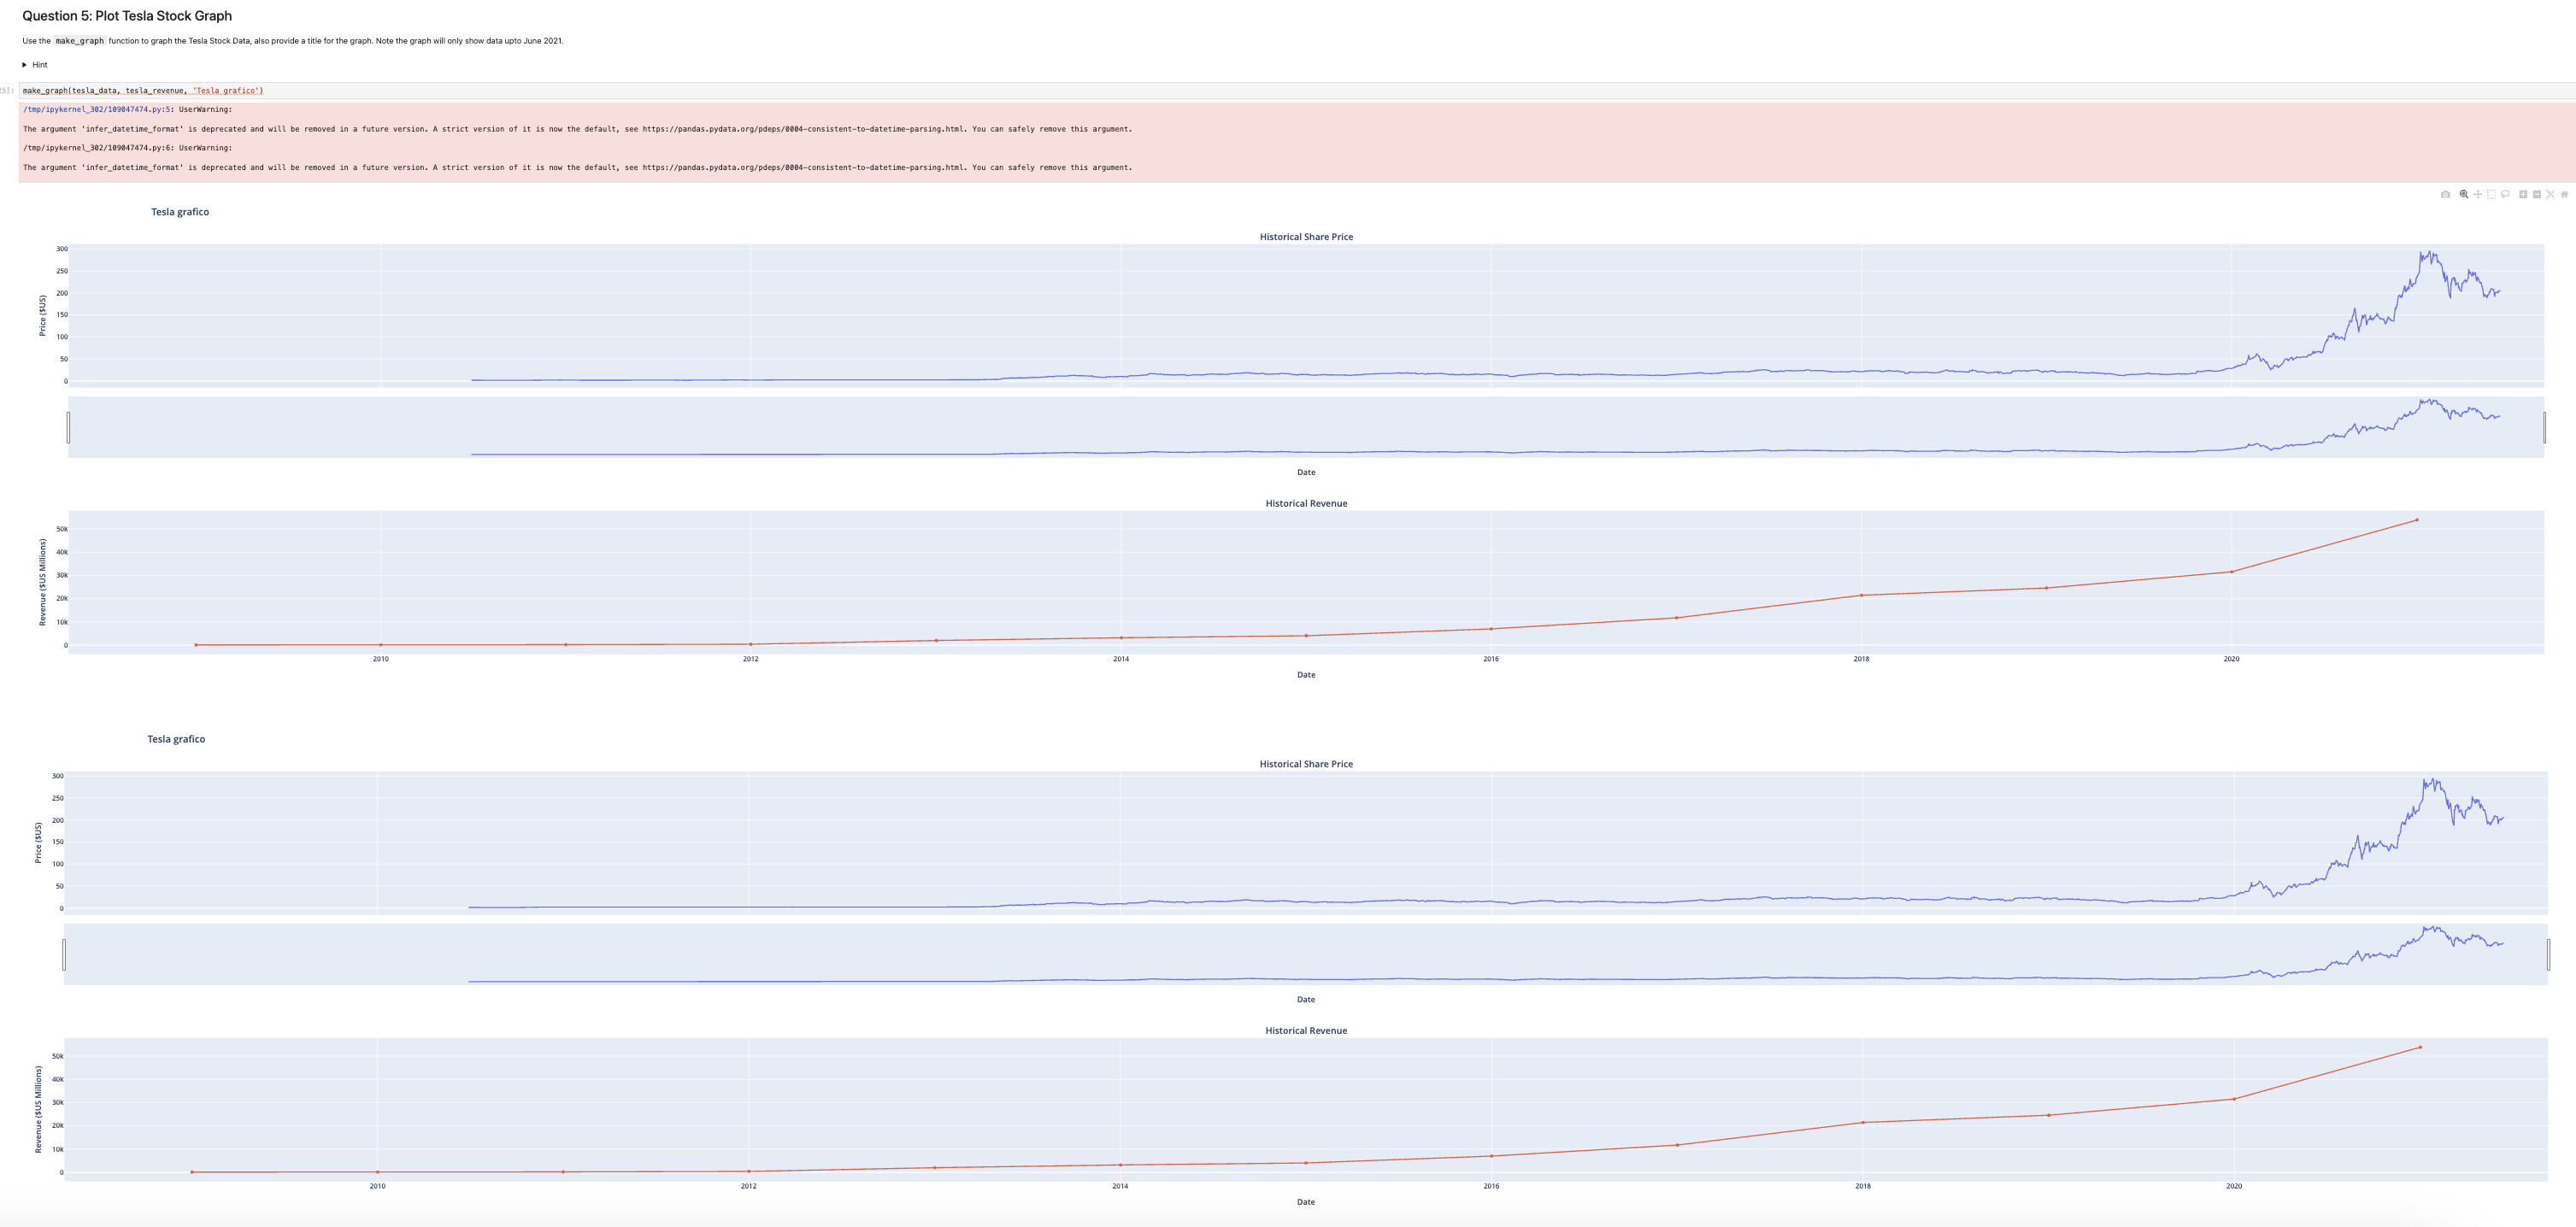 Question 5: Plot Tesla Stock Graph
Use the make_graph function to graph the Tesla Stock Data, also provide a title for the graph. Note the graph will only show data upto June 2021.
Hint
5]: make_graph(tesla_data, tesla_revenue, 'Tesla grafico')
/tmp/ipykernel_302/109047474.py:5: UserWarning:
The argument 'infer_datetime_format' is deprecated and will be removed in a future version. A strict version of it is now the default, see https://pandas.pydata.org/pdeps/0004-consistent-to-datetime-parsing.html. You can safely remove this argument.
/tmp/ipykernel_302/109047474.py:6: UserWarning:
The argument 'infer_datetime_format' is deprecated and will be removed in a future version. A strict version of it is now the default, see https://pandas.pydata.org/pdeps/0004-consistent-to-datetime-parsing.html. You can safely remove this argument.
Tesla grafico
Historical Share Price
Price ($US)
300
250
200
150
100
50
0
Date
Historical Revenue
Revenue ($US Millions)
50k
40k
30k
20k
10k
0
2010 2012 2014 2016 2018 2020
Date
Tesla grafico
Historical Share Price
Price ($US)
300
250
200
150
100
50
0
Date
Historical Revenue
Revenue ($US Millions)
50k
40k
30k
20k
10k
0
2010 2012 2014 2016 2018 2020
Date